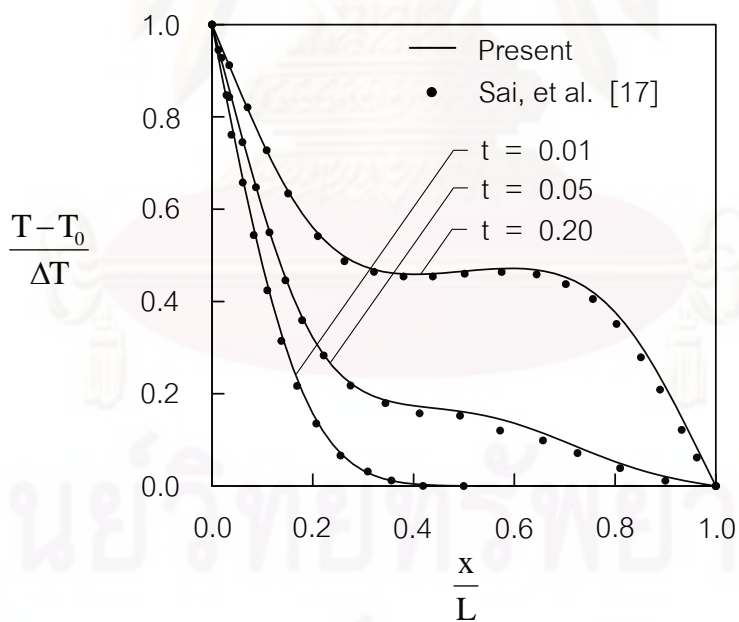 1.0
Present
Sai, et al. [17]
0.8
t = 0.01
t = 0.05
0.6
t = 0.20
T – T₀
ΔT
0.4
0.2
0.0
0.0 0.2 0.4 0.6 0.8 1.0
x
L